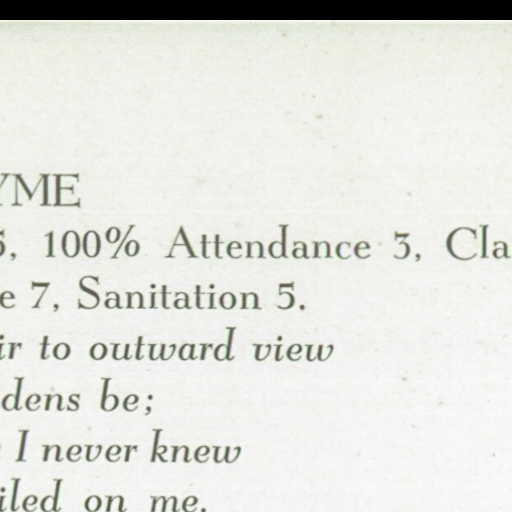 YME
5, 100% Attendance 3, Cla
e 7, Sanitation 5.
ir to outward view
dens be;
I never knew
iled on me.